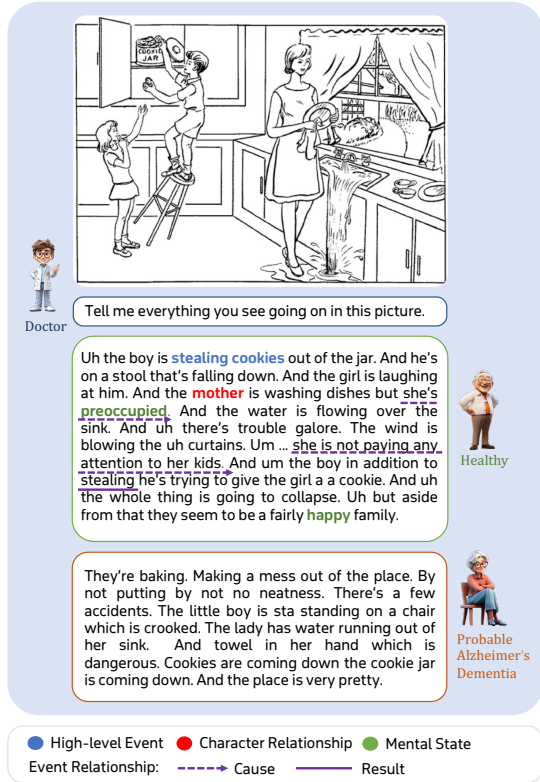 COOKIE
JAR
Doctor
Tell me everything you see going on in this picture.
Uh the boy is stealing cookies out of the jar. And he's
on a stool that's falling down. And the girl is laughing
at him. And the mother is washing dishes but she's
preoccupied. And the water is flowing over the
sink. And uh there's trouble galore. The wind is
blowing the uh curtains. Um ... she is not paying any
attention to her kids. And um the boy in addition to
stealing he's trying to give the girl a a cookie. And uh
the whole thing is going to collapse. Uh but aside
from that they seem to be a fairly happy family.
Healthy
They're baking. Making a mess out of the place. By
not putting by not no neatness. There's a few
accidents. The little boy is sta standing on a chair
which is crooked. The lady has water running out of
her sink. And towel in her hand which is
dangerous. Cookies are coming down the cookie jar
is coming down. And the place is very pretty.
Probable
Alzheimer's
Dementia
High-level Event Character Relationship Mental State
Event Relationship: Cause Result